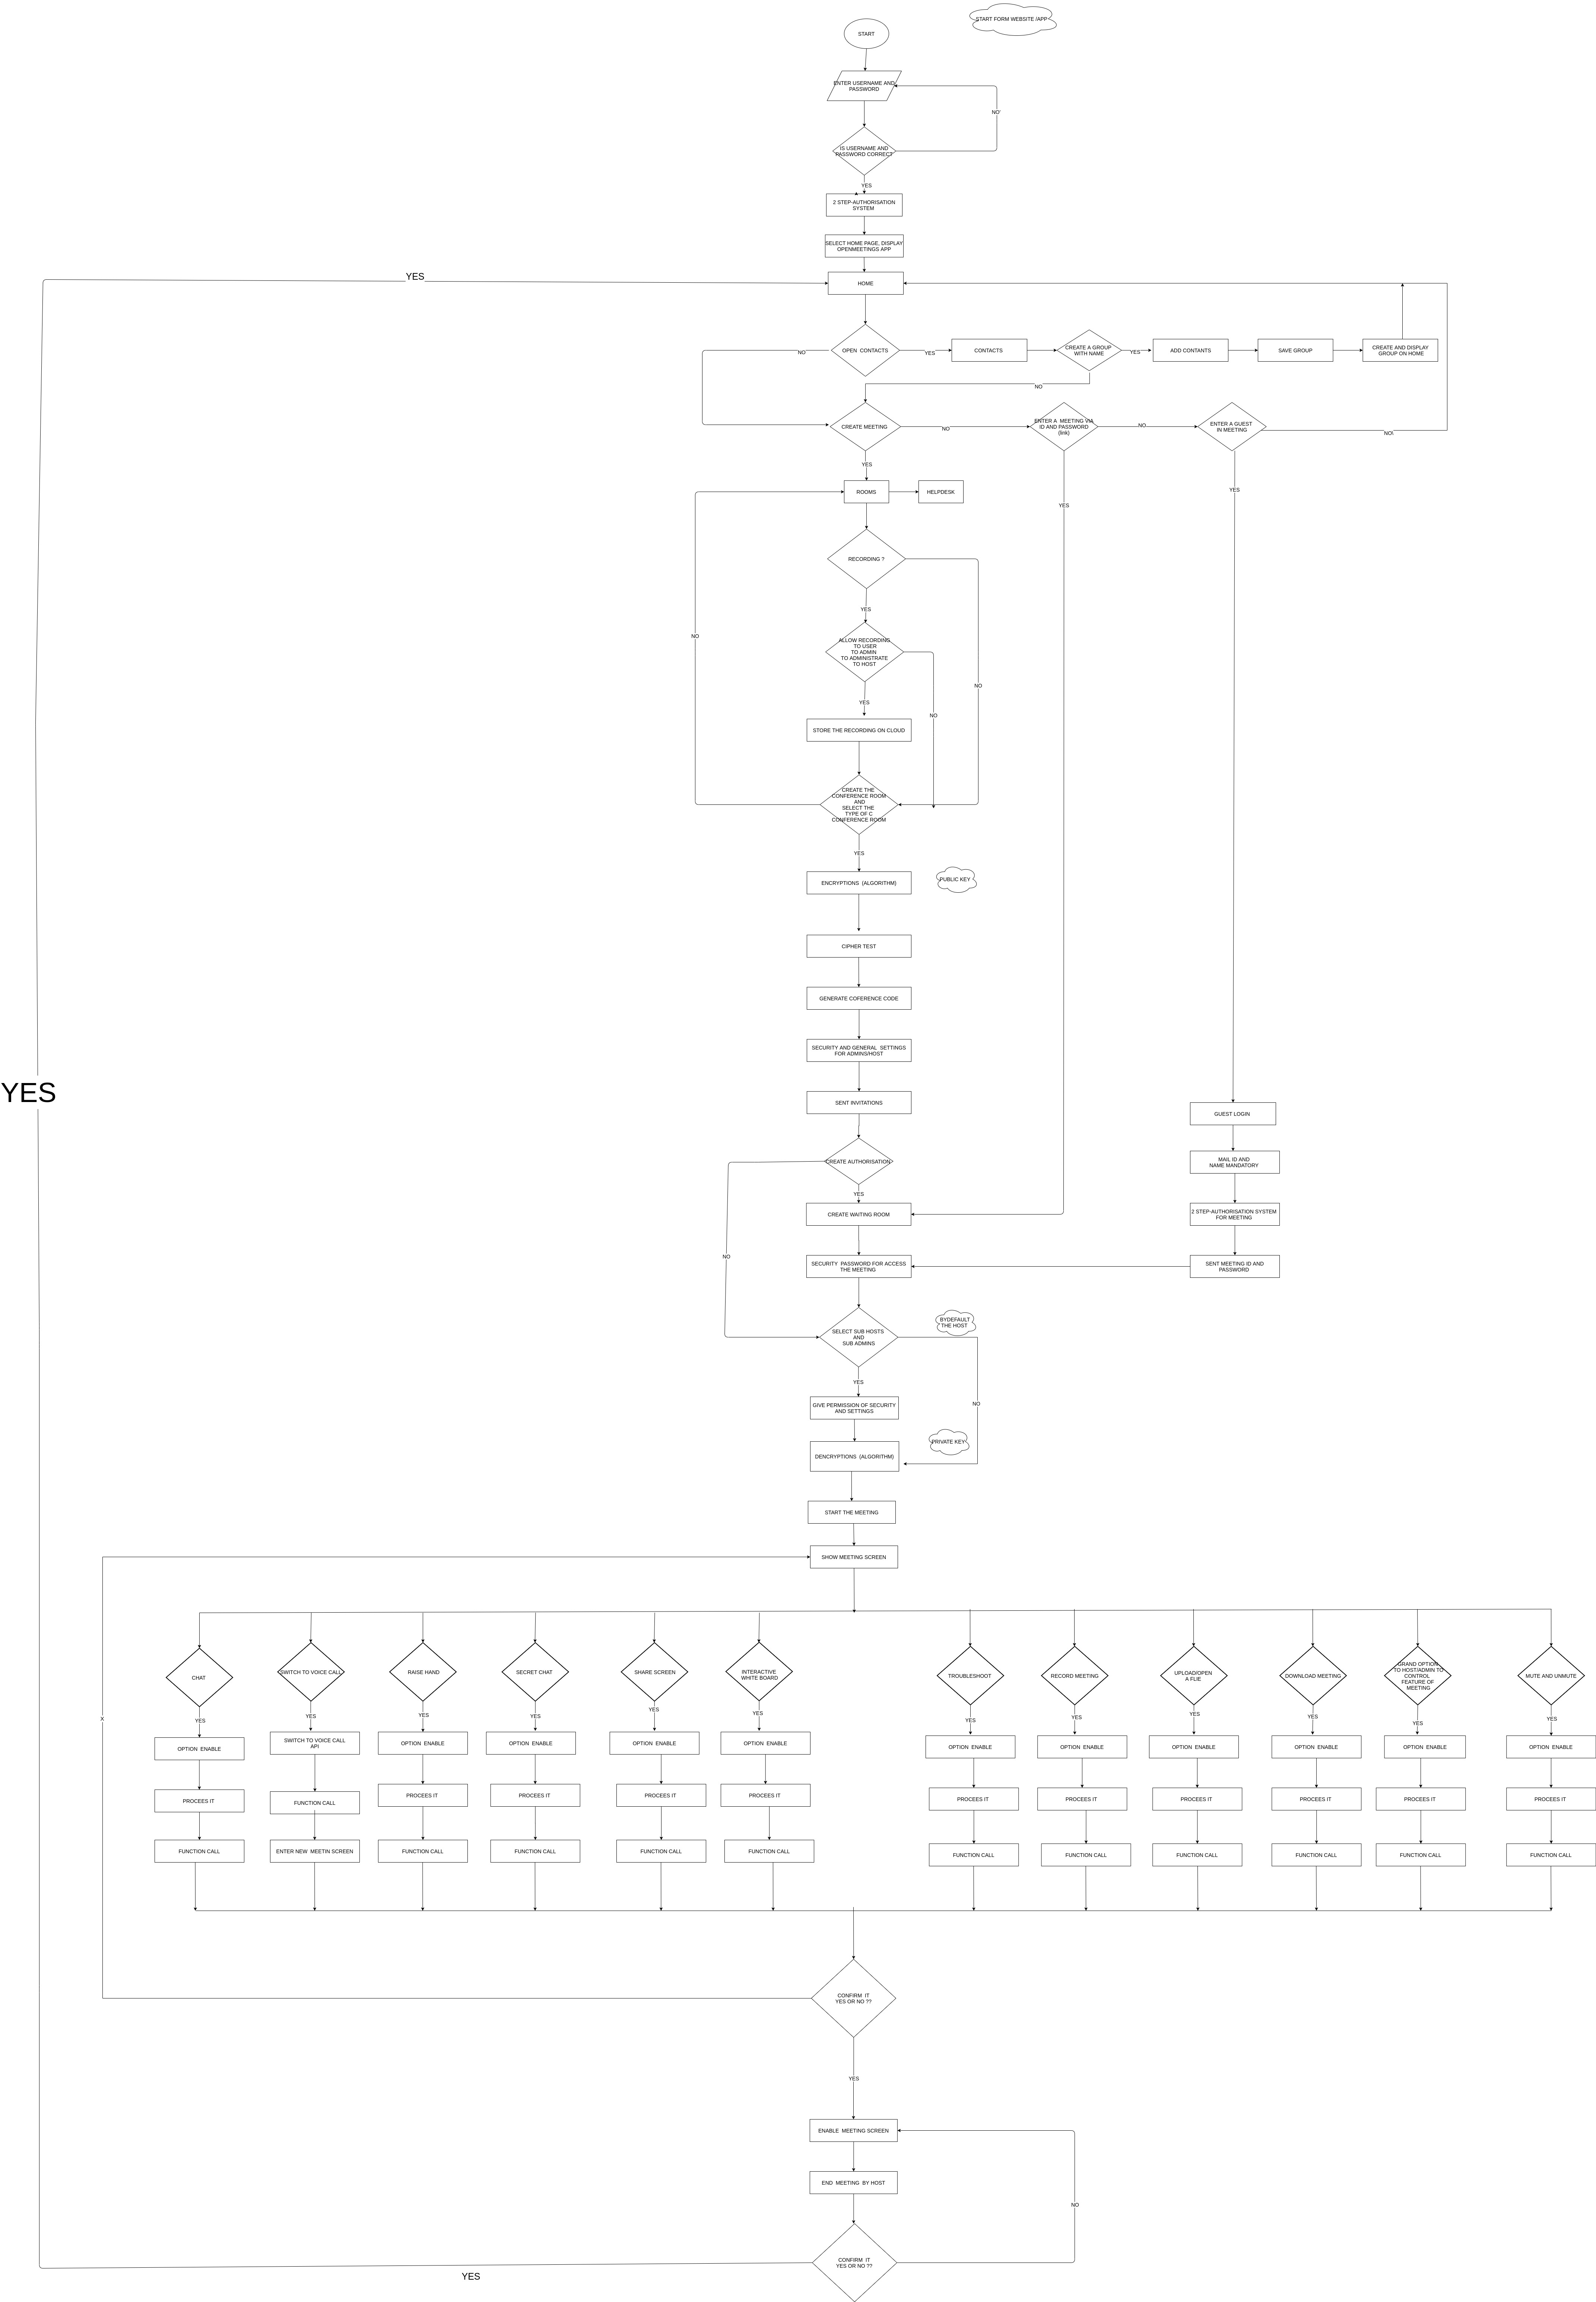 START FORM WEBSITE /APP
START
ENTER USERNAME AND
PASSWORD
NO'
IS USERNAME AND
PASSWORD CORRECT
YES
2 STEP-AUTHORISATION
SYSTEM
SELECT HOME PAGE, DISPLAY
OPENMEETINGS APP
YES
HOME
NO
OPEN CONTACTS
YES
CONTACTS
CREATE A GROUP
WITH NAME
YES
ADD CONTANTS
SAVE GROUP
CREATE AND DISPLAY
GROUP ON HOME
NO
CREATE MEETING
NO
ENTER A MEETING VIA
ID AND PASSWORD
(link)
NO
ENTER A GUEST
IN MEETING
NO\
YES
ROOMS
HELPDESK
YES
YES
RECORDING ?
YES
NO
ALLOW RECORDING
TO USER
TO ADMIN
TO ADMINISTRATE
TO HOST
NO
YES
NO
STORE THE RECORDING ON CLOUD
CREATE THE
CONFERENCE ROOM
AND
SELECT THE
TYPE OF C
CONFERENCE ROOM
YES
ENCRYPTIONS (ALGORITHM)
PUBLIC KEY
CIPHER TEST
GENERATE COFERENCE CODE
SECURITY AND GENERAL SETTINGS
FOR ADMINS/HOST
YES
SENT INVITATIONS
GUEST LOGIN
CREATE AUTHORISATION
MAIL ID AND
NAME MANDATORY
YES
CREATE WAITING ROOM
2 STEP-AUTHORISATION SYSTEM
FOR MEETING
NO
SECURITY PASSWORD FOR ACCESS
THE MEETING
SENT MEETING ID AND
PASSWORD
BYDEFAULT
THE HOST
SELECT SUB HOSTS
AND
SUB ADMINS
YES
NO
GIVE PERMISSION OF SECURITY
AND SETTINGS
PRIVATE KEY
DENCRYPTIONS (ALGORITHM)
START THE MEETING
SHOW MEETING SCREEN
CHAT
SWITCH TO VOICE CALL
RAISE HAND
SECRET CHAT
SHARE SCREEN
INTERACTIVE
WHITE BOARD
TROUBLESHOOT
RECORD MEETING
UPLOAD/OPEN
A FLIE
DOWNLOAD MEETING
GRAND OPTION
TO HOST/ADMIN TO
CONTROL
FEATURE OF
MEETING
MUTE AND UNMUTE
X
YES
YES
YES
YES
YES
YES
YES
YES
YES
YES
YES
YES
OPTION ENABLE
SWITCH TO VOICE CALL
API
OPTION ENABLE
OPTION ENABLE
OPTION ENABLE
OPTION ENABLE
OPTION ENABLE
OPTION ENABLE
OPTION ENABLE
OPTION ENABLE
OPTION ENABLE
OPTION ENABLE
PROCEES IT
FUNCTION CALL
PROCEES IT
PROCEES IT
PROCEES IT
PROCEES IT
PROCEES IT
PROCEES IT
PROCEES IT
PROCEES IT
PROCEES IT
PROCEES IT
FUNCTION CALL
ENTER NEW MEETIN SCREEN
FUNCTION CALL
FUNCTION CALL
FUNCTION CALL
FUNCTION CALL
FUNCTION CALL
FUNCTION CALL
FUNCTION CALL
FUNCTION CALL
FUNCTION CALL
FUNCTION CALL
CONFIRM IT
YES OR NO ??
YES
ENABLE MEETING SCREEN
END MEETING BY HOST
NO
CONFIRM IT
YES OR NO ??
YES